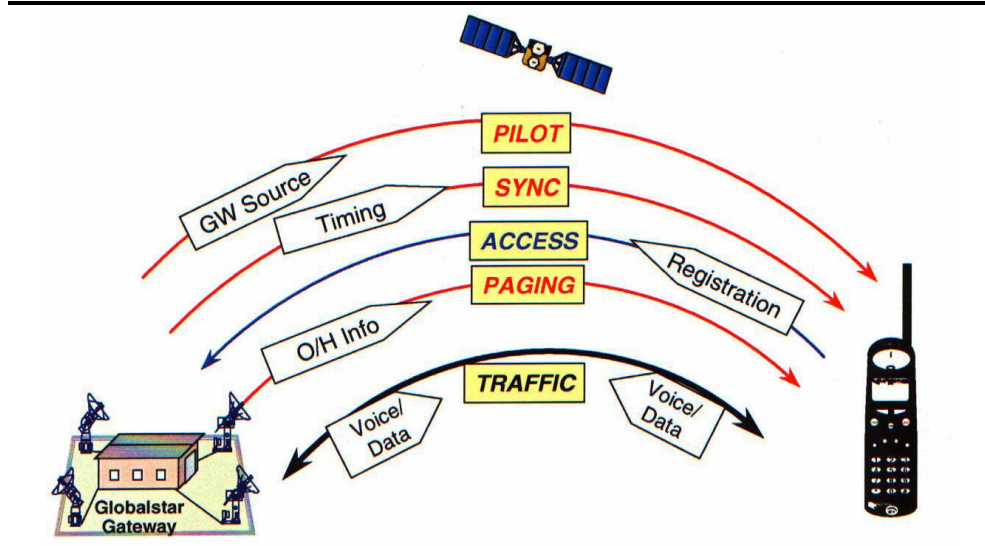 PILOT
GW Source
SYNC
Timing
ACCESS
Registration
PAGING
O/H Info
TRAFFIC
Voice/
Data
Voice/
Data
Globalstar
Gateway